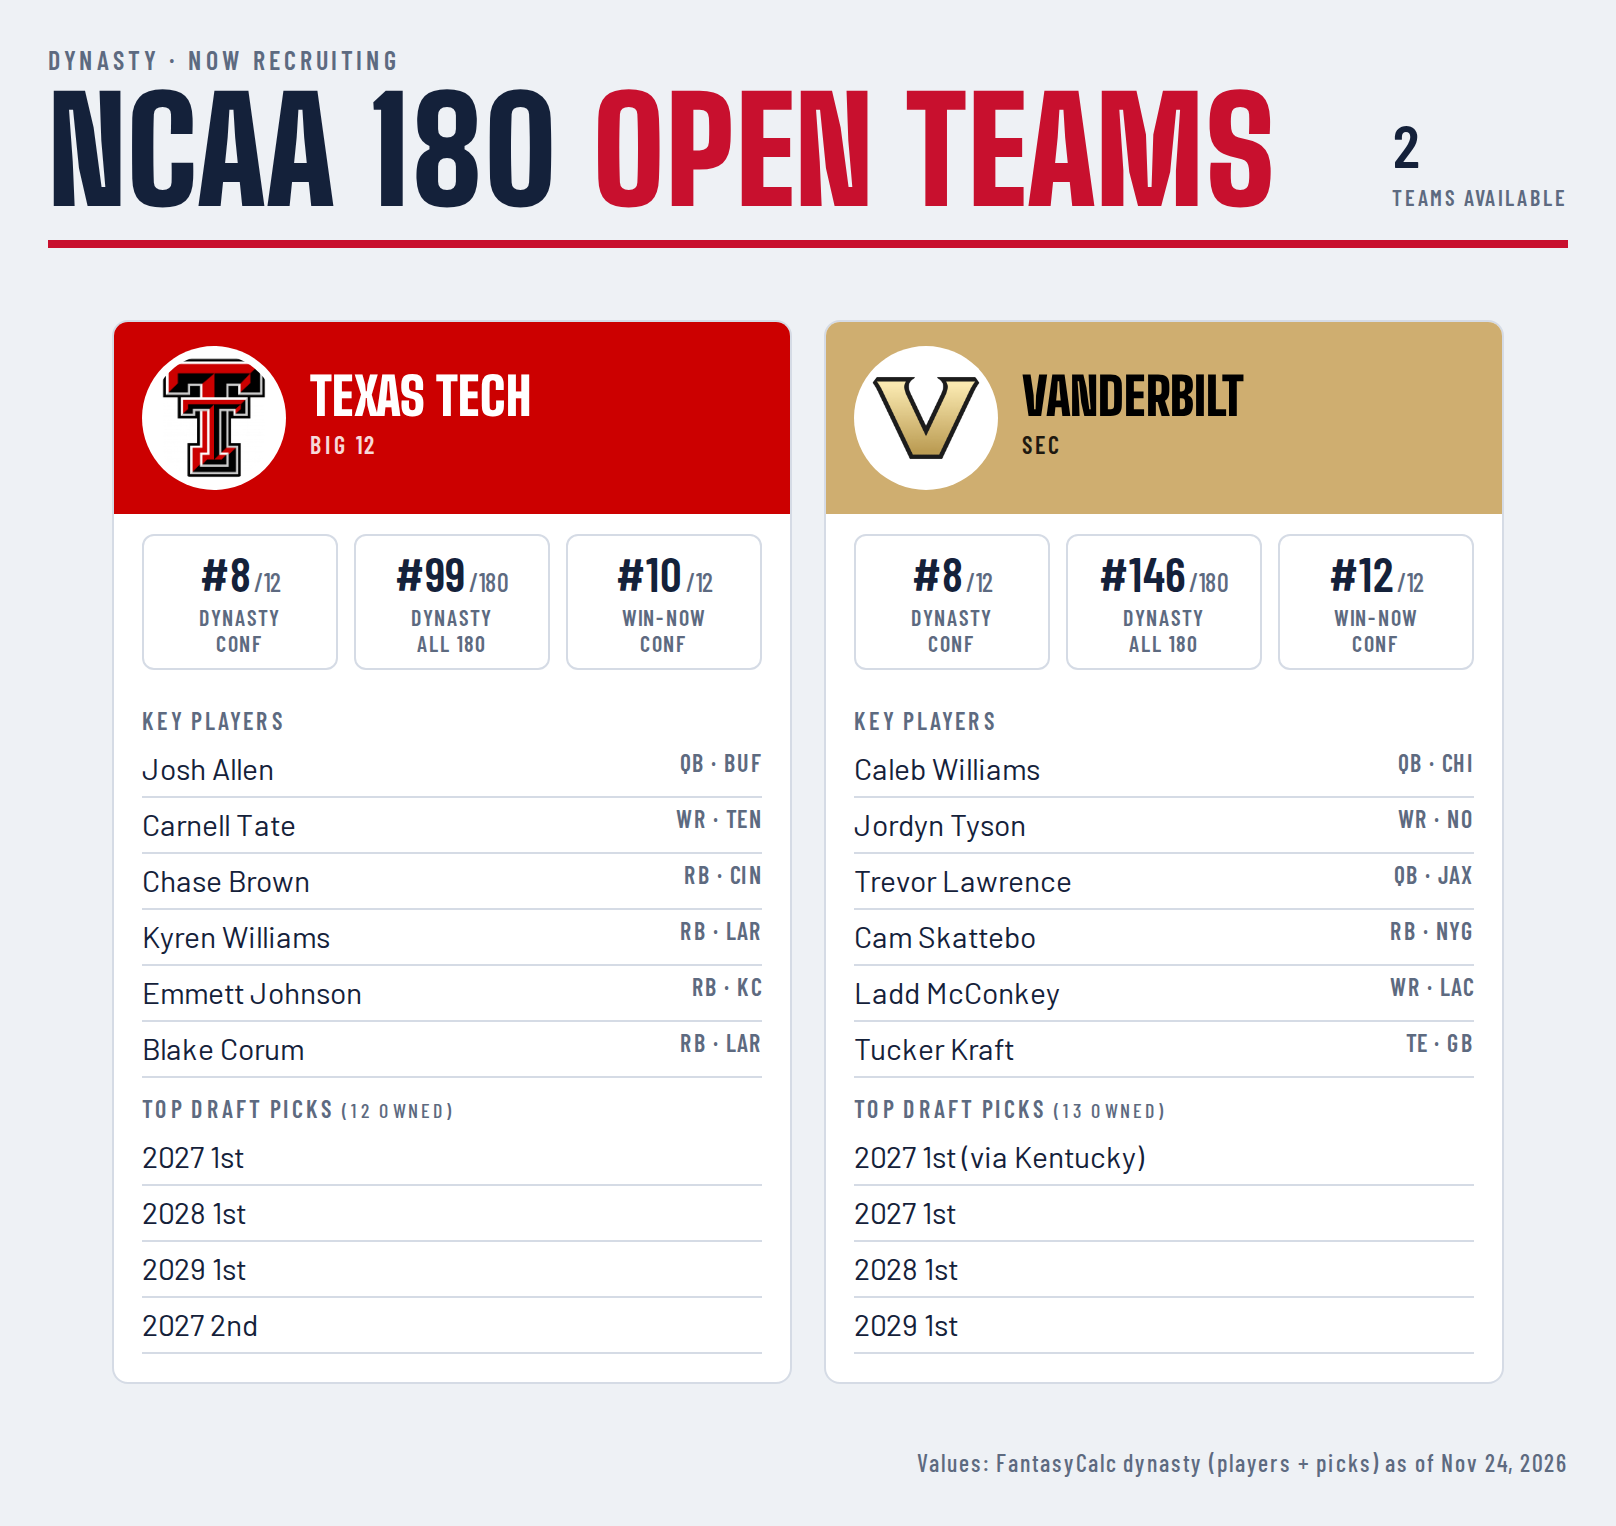 DYNASTY · NOW RECRUITING
NCAA 180 OPEN TEAMS
2
TEAMS AVAILABLE
TEXAS TECH
BIG 12
#8/12
DYNASTY
CONF
#99/180
DYNASTY
ALL 180
#10/12
WIN-NOW
CONF
KEY PLAYERS
Josh Allen QB · BUF
Carnell Tate WR · TEN
Chase Brown RB · CIN
Kyren Williams RB · LAR
Emmett Johnson RB · KC
Blake Corum RB · LAR
TOP DRAFT PICKS (12 OWNED)
2027 1st
2028 1st
2029 1st
2027 2nd
VANDERBILT
SEC
#8/12
DYNASTY
CONF
#146/180
DYNASTY
ALL 180
#12/12
WIN-NOW
CONF
KEY PLAYERS
Caleb Williams QB · CHI
Jordyn Tyson WR · NO
Trevor Lawrence QB · JAX
Cam Skattebo RB · NYG
Ladd McConkey WR · LAC
Tucker Kraft TE · GB
TOP DRAFT PICKS (13 OWNED)
2027 1st (via Kentucky)
2027 1st
2028 1st
2029 1st
Values: FantasyCalc dynasty (players + picks) as of Nov 24, 2026